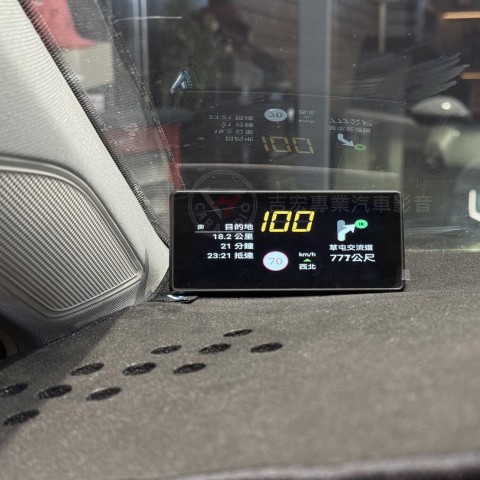 吉宏專業汽車影音
目的地
18.2 公里
21 分鐘
23:21 抵達
100
70
km/h
西北
草屯交流道
777公尺